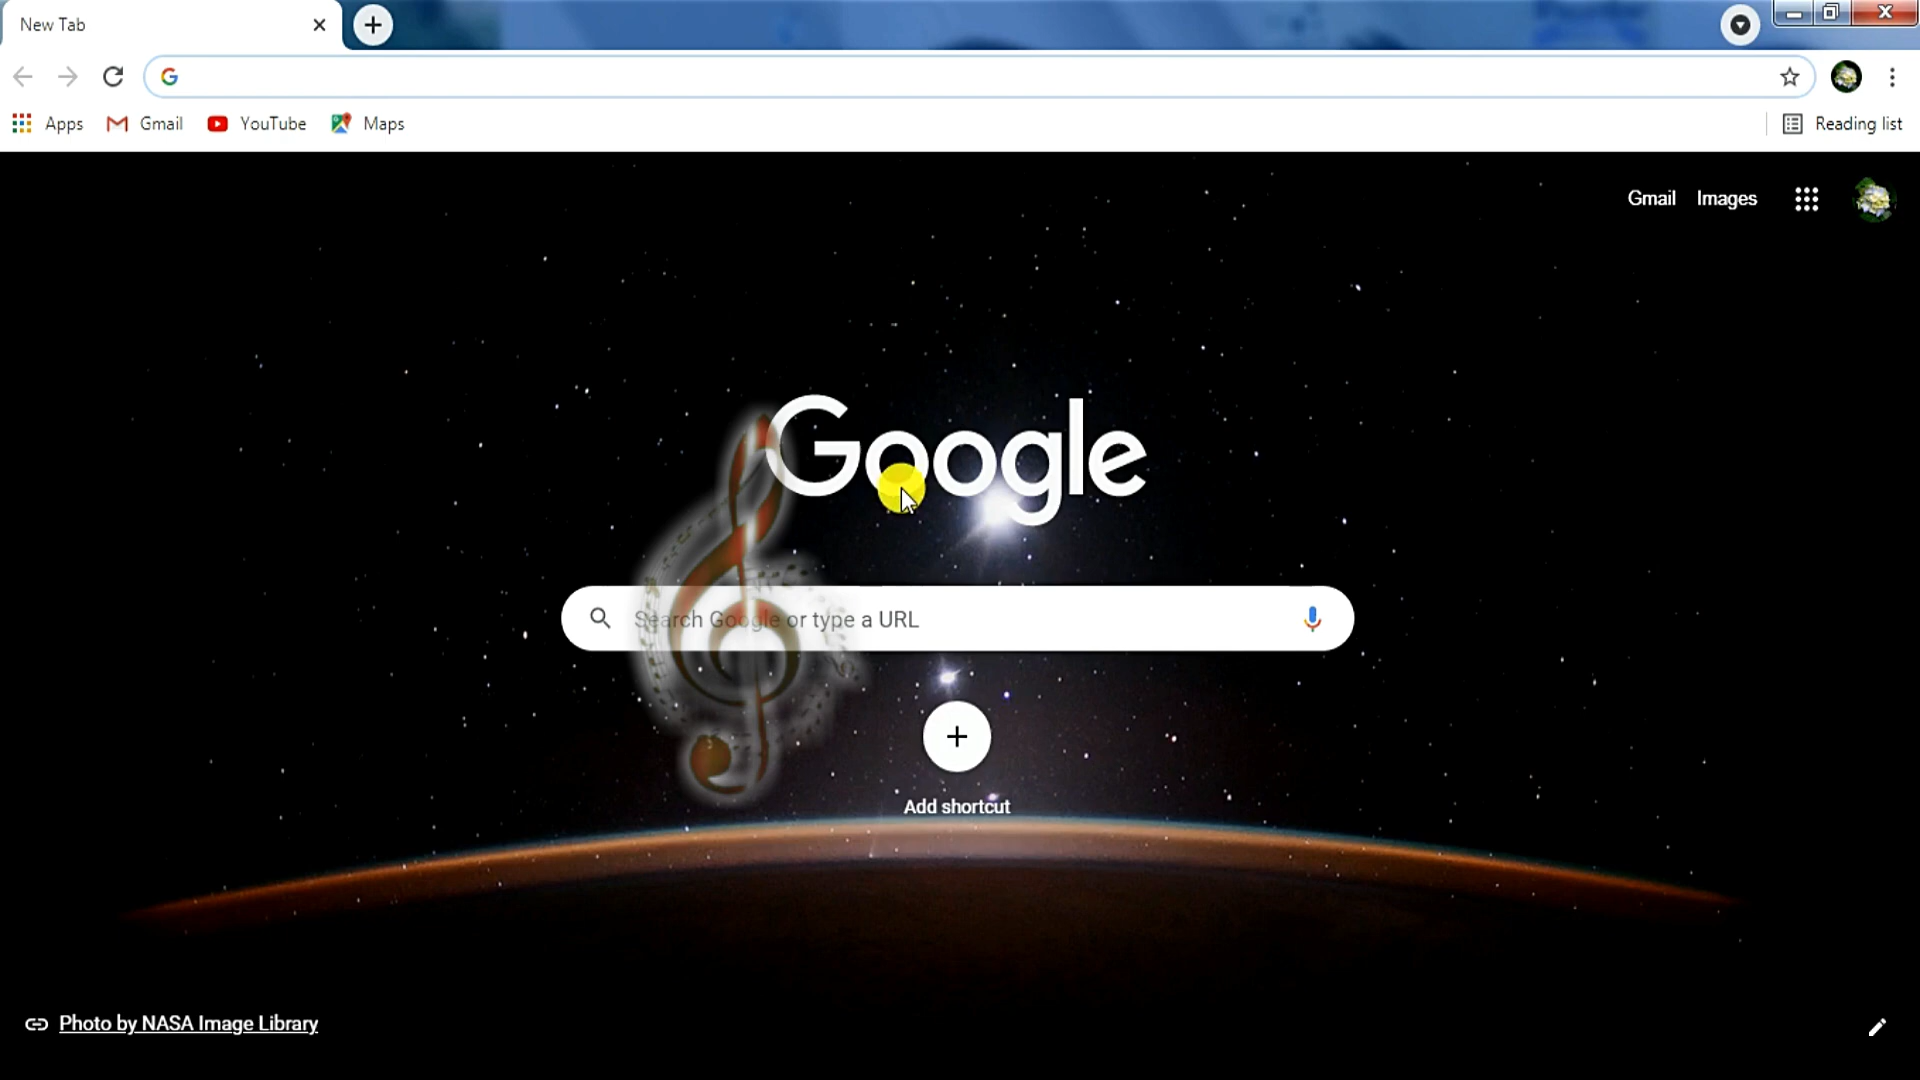 New Tab
Apps Gmail YouTube Maps Reading list
Gmail Images
Google
Search Google or type a URL
Add shortcut
Photo by NASA Image Library